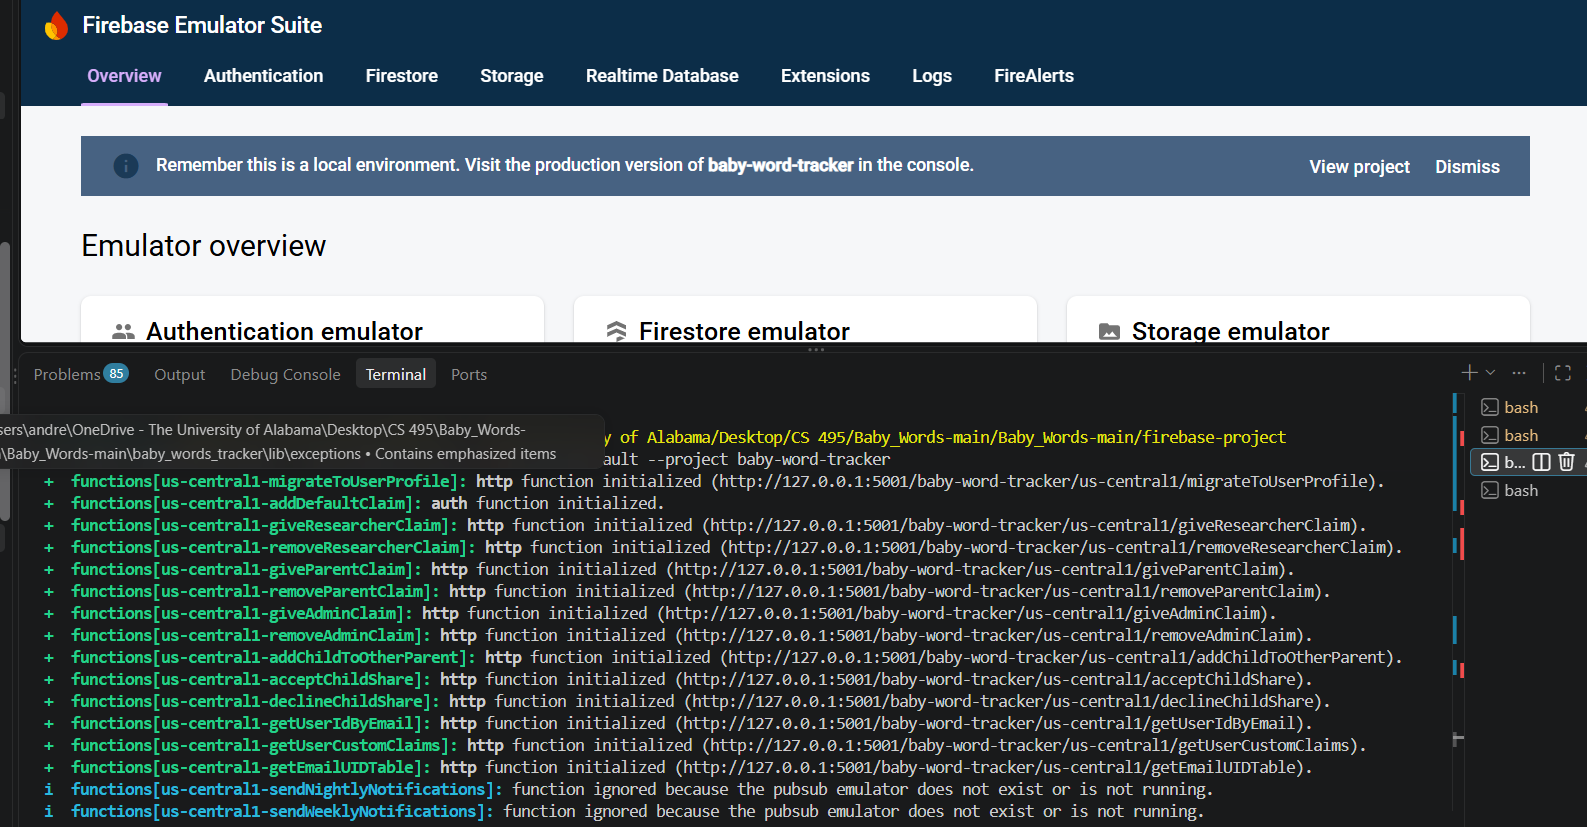 Firebase Emulator Suite
Overview Authentication Firestore Storage Realtime Database Extensions Logs FireAlerts
Remember this is a local environment. Visit the production version of baby-word-tracker in the console. View project Dismiss
Emulator overview
Authentication emulator Firestore emulator Storage emulator
Problems 85 Output Debug Console Terminal Ports
bash
sers\andre\OneDrive - The University of Alabama\Desktop\CS 495\Baby_Words-
\Baby_Words-main\baby_words_tracker\lib\exceptions • Contains emphasized items
y of Alabama/Desktop/CS 495/Baby_Words-main/Baby_Words-main/firebase-project
bash
ault --project baby-word-tracker
b...
+ functions[us-central1-migrateToUserProfile]: http function initialized (http://127.0.0.1:5001/baby-word-tracker/us-central1/migrateToUserProfile).
bash
+ functions[us-central1-addDefaultClaim]: auth function initialized.
+ functions[us-central1-giveResearcherClaim]: http function initialized (http://127.0.0.1:5001/baby-word-tracker/us-central1/giveResearcherClaim).
+ functions[us-central1-removeResearcherClaim]: http function initialized (http://127.0.0.1:5001/baby-word-tracker/us-central1/removeResearcherClaim).
+ functions[us-central1-giveParentClaim]: http function initialized (http://127.0.0.1:5001/baby-word-tracker/us-central1/giveParentClaim).
+ functions[us-central1-removeParentClaim]: http function initialized (http://127.0.0.1:5001/baby-word-tracker/us-central1/removeParentClaim).
+ functions[us-central1-giveAdminClaim]: http function initialized (http://127.0.0.1:5001/baby-word-tracker/us-central1/giveAdminClaim).
+ functions[us-central1-removeAdminClaim]: http function initialized (http://127.0.0.1:5001/baby-word-tracker/us-central1/removeAdminClaim).
+ functions[us-central1-addChildToOtherParent]: http function initialized (http://127.0.0.1:5001/baby-word-tracker/us-central1/addChildToOtherParent).
+ functions[us-central1-acceptChildShare]: http function initialized (http://127.0.0.1:5001/baby-word-tracker/us-central1/acceptChildShare).
+ functions[us-central1-declineChildShare]: http function initialized (http://127.0.0.1:5001/baby-word-tracker/us-central1/declineChildShare).
+ functions[us-central1-getUserIdByEmail]: http function initialized (http://127.0.0.1:5001/baby-word-tracker/us-central1/getUserIdByEmail).
+ functions[us-central1-getUserCustomClaims]: http function initialized (http://127.0.0.1:5001/baby-word-tracker/us-central1/getUserCustomClaims).
+ functions[us-central1-getEmailUIDTable]: http function initialized (http://127.0.0.1:5001/baby-word-tracker/us-central1/getEmailUIDTable).
i functions[us-central1-sendNightlyNotifications]: function ignored because the pubsub emulator does not exist or is not running.
i functions[us-central1-sendWeeklyNotifications]: function ignored because the pubsub emulator does not exist or is not running.